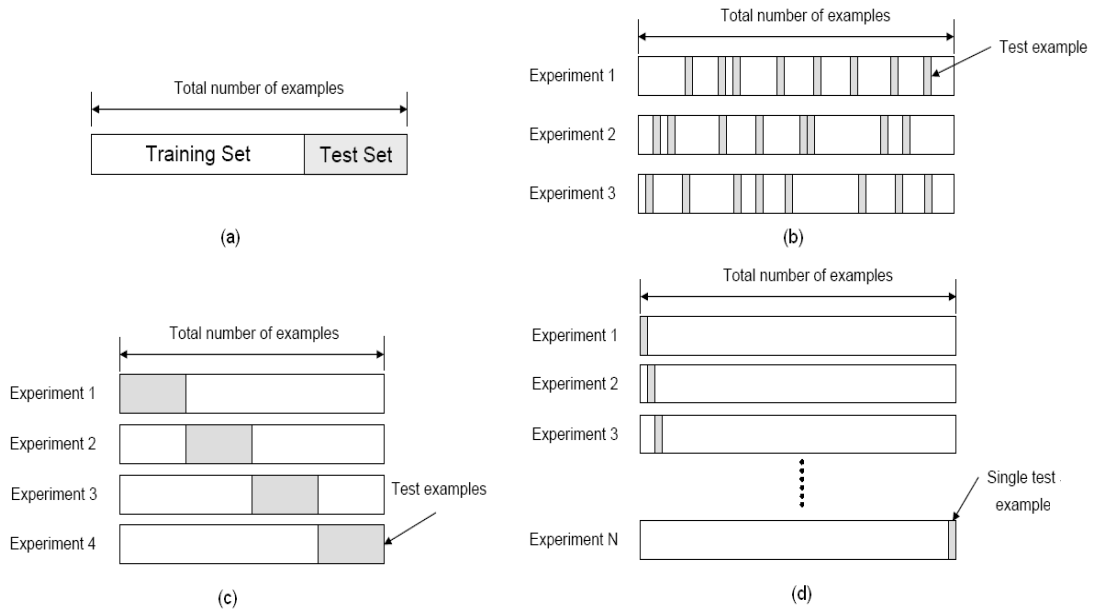 Total number of examples
Training Set
Test Set
(a)
Total number of examples
Test example
Experiment 1
Experiment 2
Experiment 3
(b)
Total number of examples
Experiment 1
Experiment 2
Experiment 3
Test examples
Experiment 4
(c)
Total number of examples
Experiment 1
Experiment 2
Experiment 3
Single test
example
Experiment N
(d)